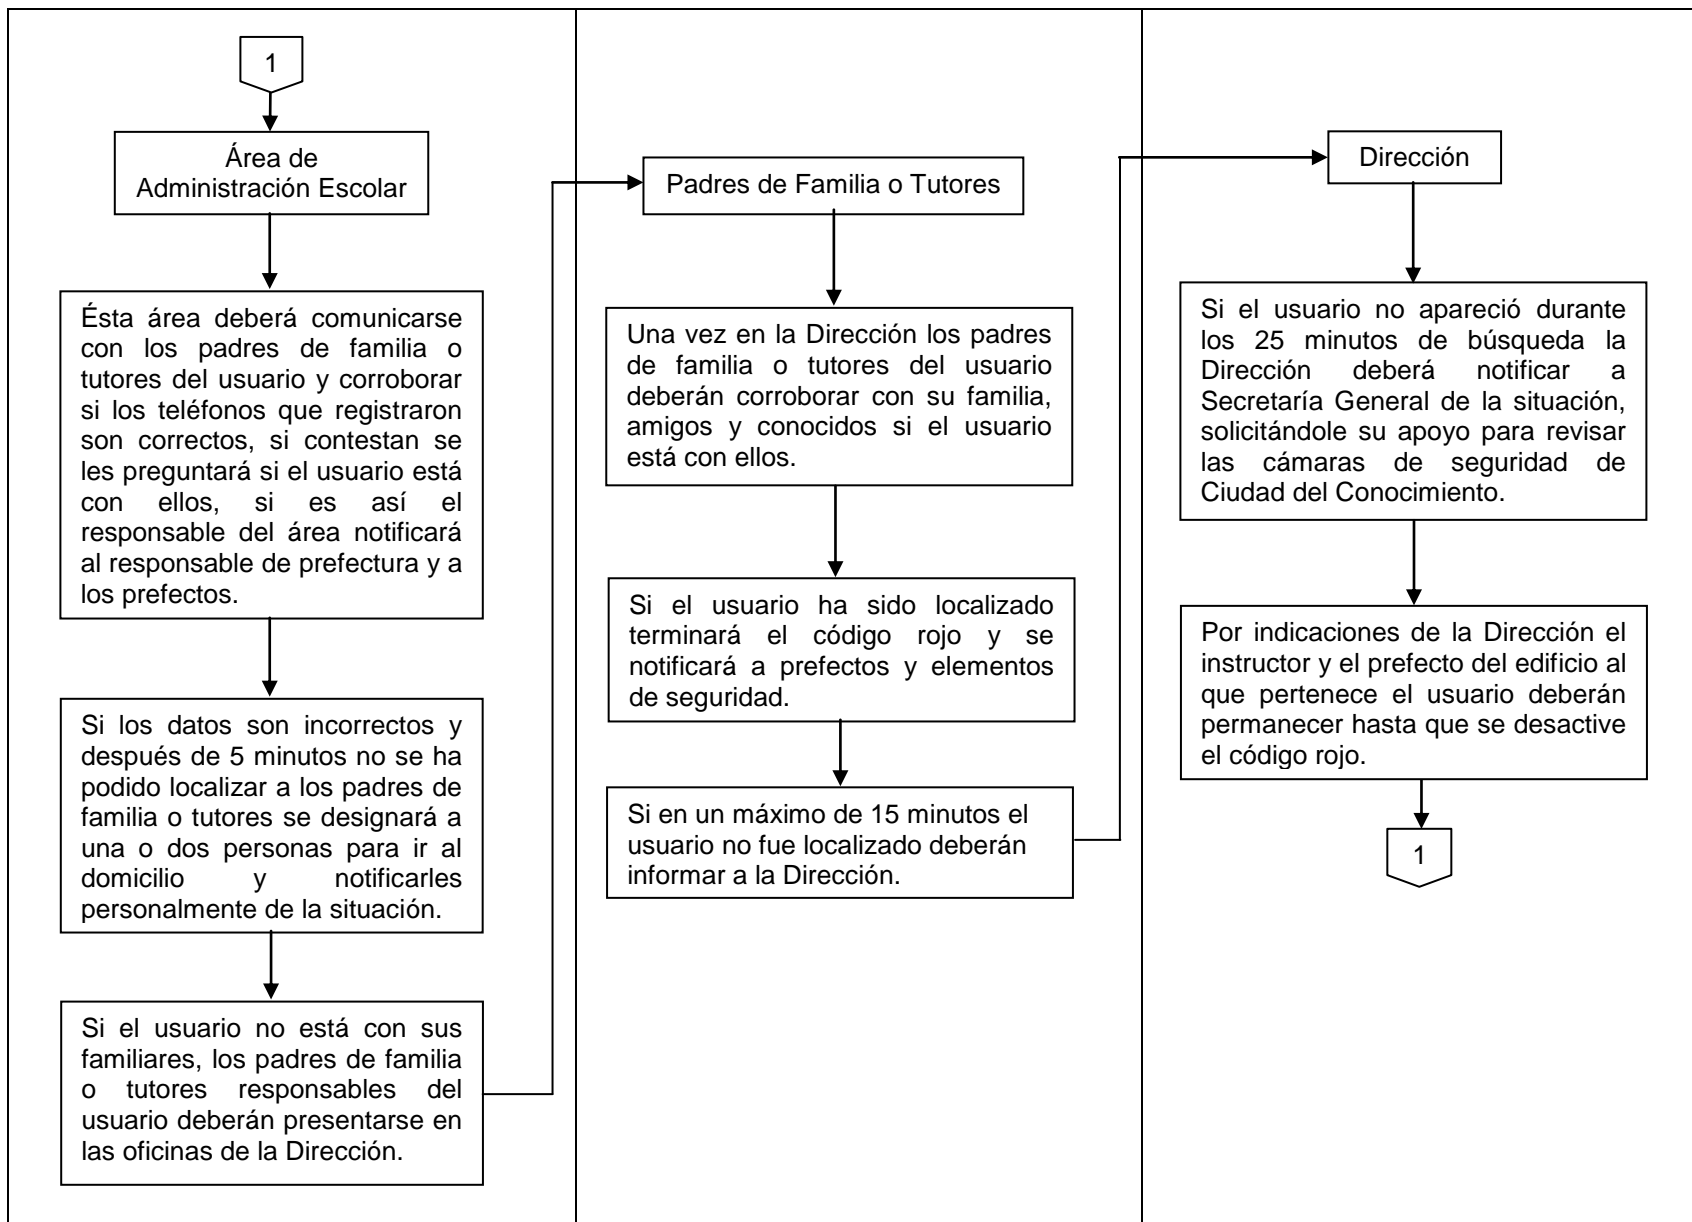 1
Área de
Administración Escolar
Ésta área deberá comunicarse
con los padres de familia o
tutores del usuario y corroborar
si los teléfonos que registraron
son correctos, si contestan se
les preguntará si el usuario está
con ellos, si es así el
responsable del área notificará
al responsable de prefectura y a
los prefectos.
Si los datos son incorrectos y
después de 5 minutos no se ha
podido localizar a los padres de
familia o tutores se designará a
una o dos personas para ir al
domicilio y notificarles
personalmente de la situación.
Si el usuario no está con sus
familiares, los padres de familia
o tutores responsables del
usuario deberán presentarse en
las oficinas de la Dirección.
Padres de Familia o Tutores
Una vez en la Dirección los padres
de familia o tutores del usuario
deberán corroborar con su familia,
amigos y conocidos si el usuario
está con ellos.
Si el usuario ha sido localizado
terminará el código rojo y se
notificará a prefectos y elementos
de seguridad.
Si en un máximo de 15 minutos el
usuario no fue localizado deberán
informar a la Dirección.
Dirección
Si el usuario no apareció durante
los 25 minutos de búsqueda la
Dirección deberá notificar a
Secretaría General de la situación,
solicitándole su apoyo para revisar
las cámaras de seguridad de
Ciudad del Conocimiento.
Por indicaciones de la Dirección el
instructor y el prefecto del edificio al
que pertenece el usuario deberán
permanecer hasta que se desactive
el código rojo.
1